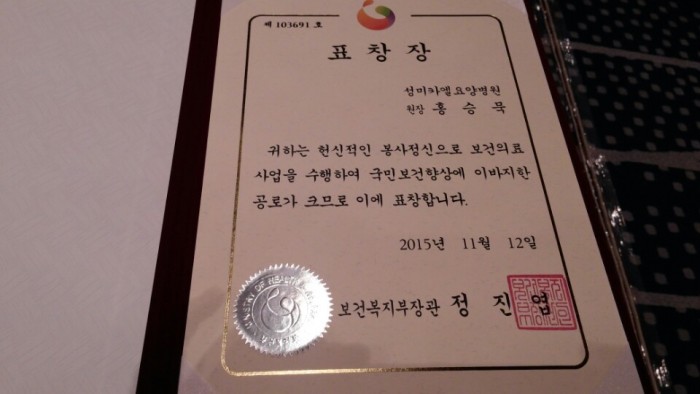 제 103691 호
표창장
성미카엘요양병원
원장 홍승묵
귀하는 헌신적인 봉사정신으로 보건의료
사업을 수행하여 국민보건향상에 이바지한
공로가 크므로 이에 표창합니다.
2015년 11월 12일
보건복지부장관 정진엽